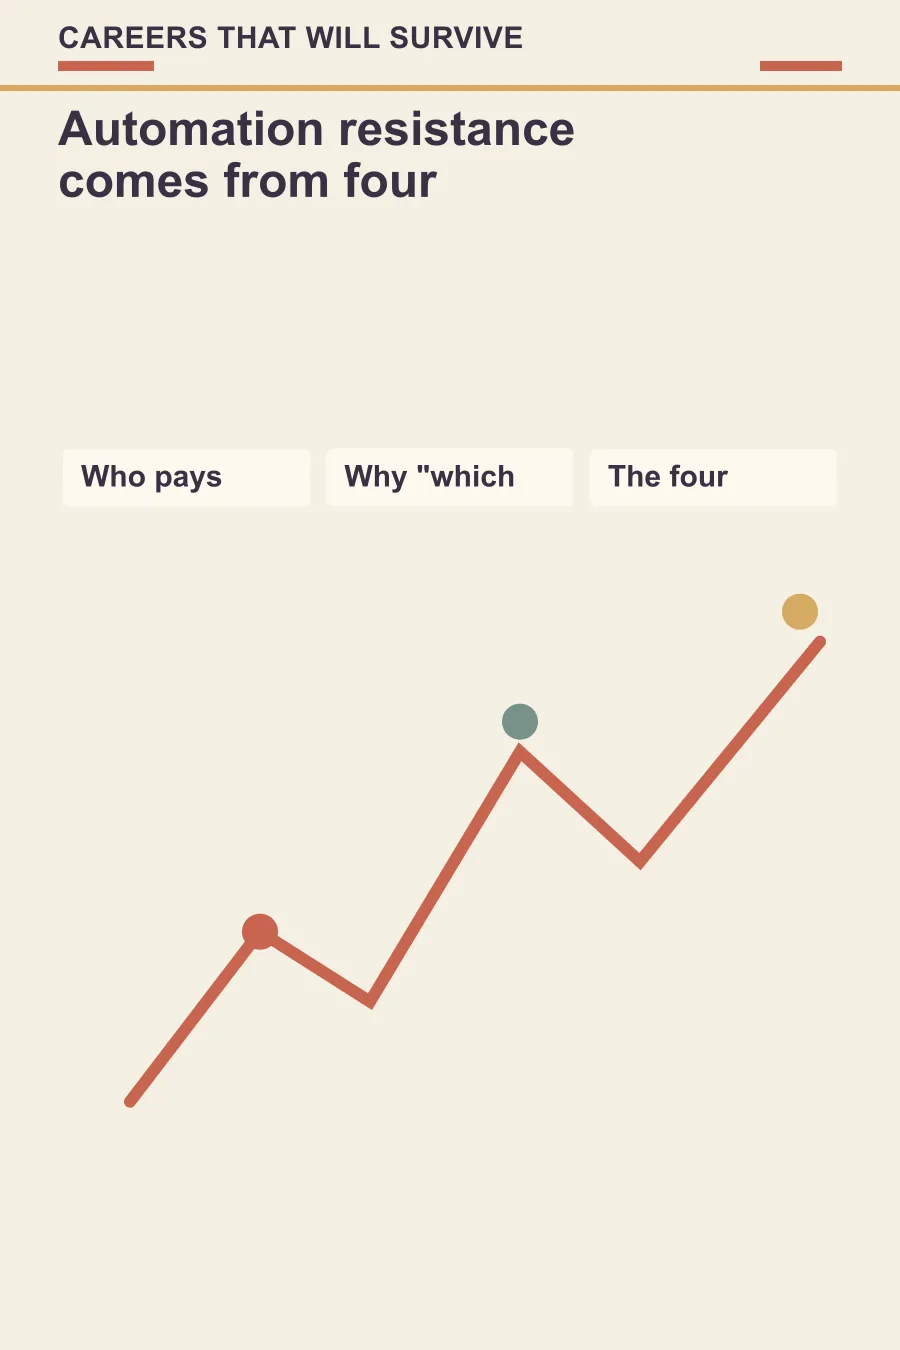 CAREERS THAT WILL SURVIVE
Automation resistance
comes from four
Who pays
Why "which
The four